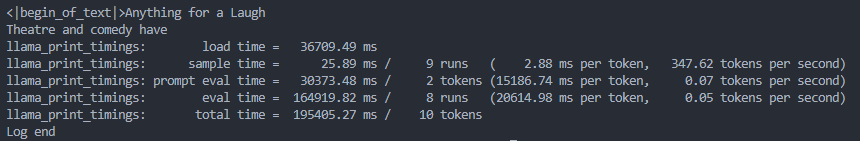 <|begin_of_text|>Anything for a Laugh
Theatre and comedy have
llama_print_timings:        load time =   36709.49 ms
llama_print_timings:      sample time =      25.89 ms /     9 runs   (    2.88 ms per token,   347.62 tokens per second)
llama_print_timings: prompt eval time =   30373.48 ms /     2 tokens (15186.74 ms per token,     0.07 tokens per second)
llama_print_timings:        eval time =  164919.82 ms /     8 runs   (20614.98 ms per token,     0.05 tokens per second)
llama_print_timings:       total time =  195405.27 ms /    10 tokens
Log end